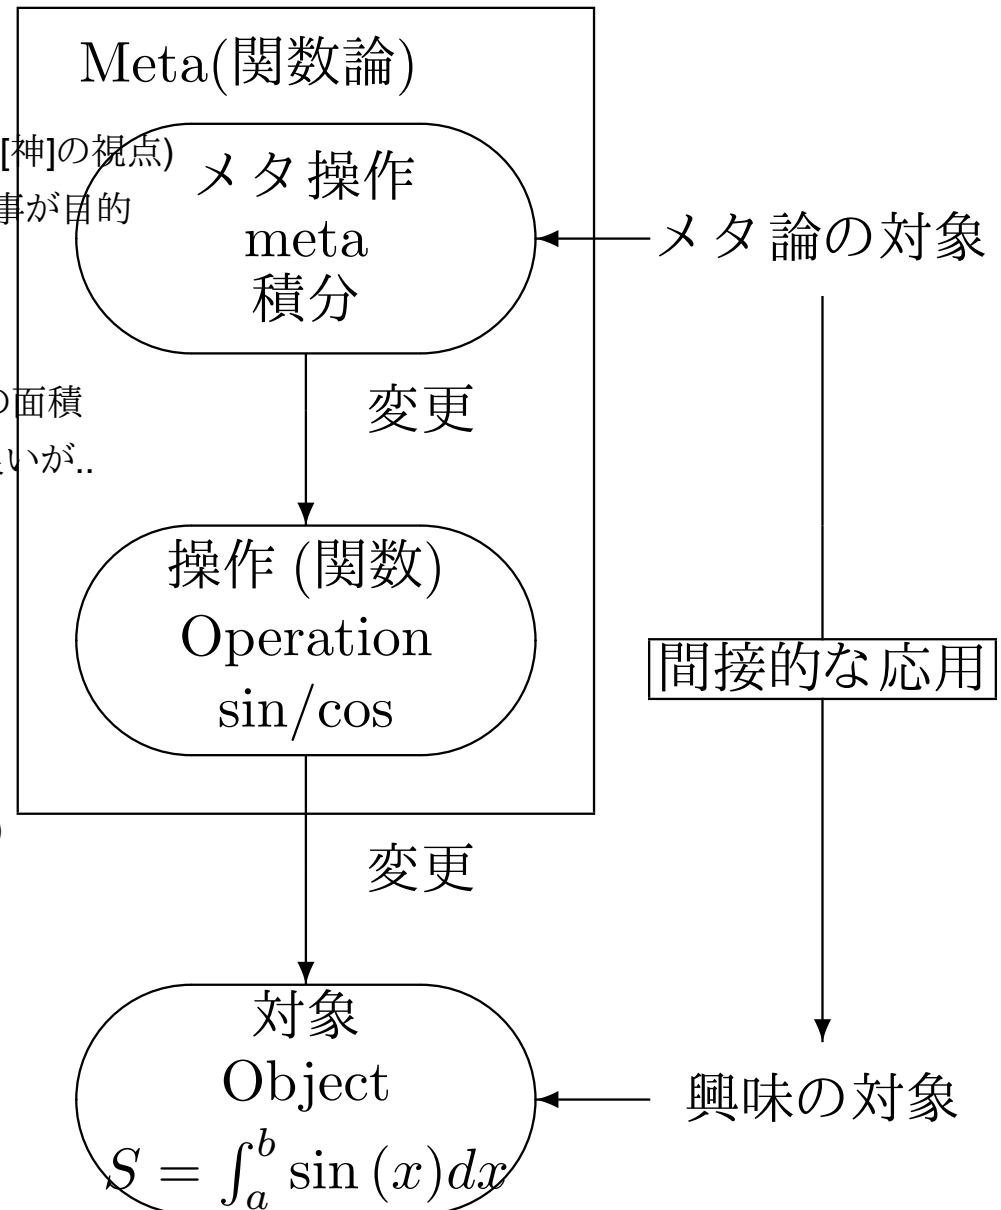 Meta(関数論)
[神]の視点)
事が目的
メタ操作
meta
積分
メタ論の対象
変更
の面積
いが..
操作 (関数)
Operation
sin/cos
間接的な応用
)
変更
対象
Object
S = ∫_a^b sin (x)dx
興味の対象